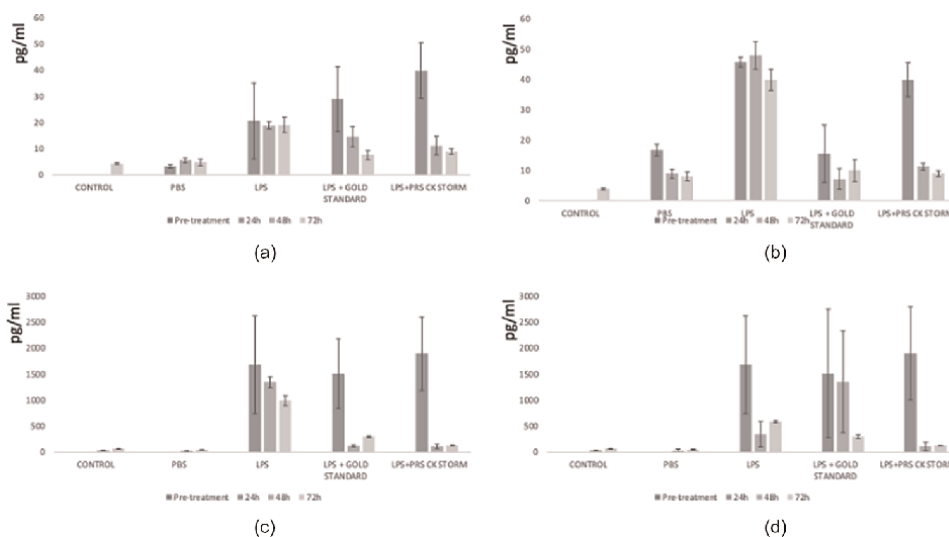 pg/ml
60
50
40
30
20
10
0
CONTROL
PBS
LPS
LPS + GOLD
STANDARD
LPS+PRS CK STORM
Pre-treatment 24h 48h 72h
(a)
pg/ml
60
50
40
30
20
10
0
CONTROL
PBS
LPS
LPS + GOLD
STANDARD
LPS+PRS CK STORM
Pre-treatment 24h 48h 72h
(b)
pg/ml
3000
2500
2000
1500
1000
500
0
CONTROL
PBS
LPS
LPS + GOLD
STANDARD
LPS+PRS CK STORM
Pre-treatment 24h 48h 72h
(c)
pg/ml
3000
2500
2000
1500
1000
500
0
CONTROL
PBS
LPS
LPS + GOLD
STANDARD
LPS+PRS CK STORM
Pre-treatment 24h 48h 72h
(d)